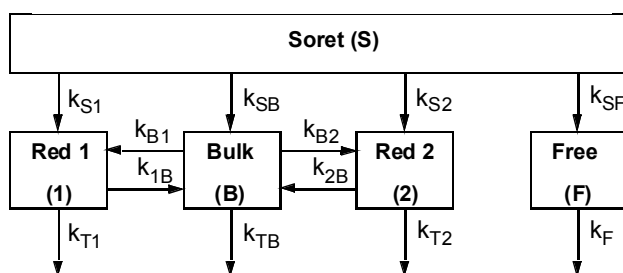 Soret (S)
kS1 kSB kS2 kSF
Red 1 kB1 Bulk kB2 Red 2 Free
(1) k1B (B) k2B (2) (F)
kT1 kTB kT2 kF